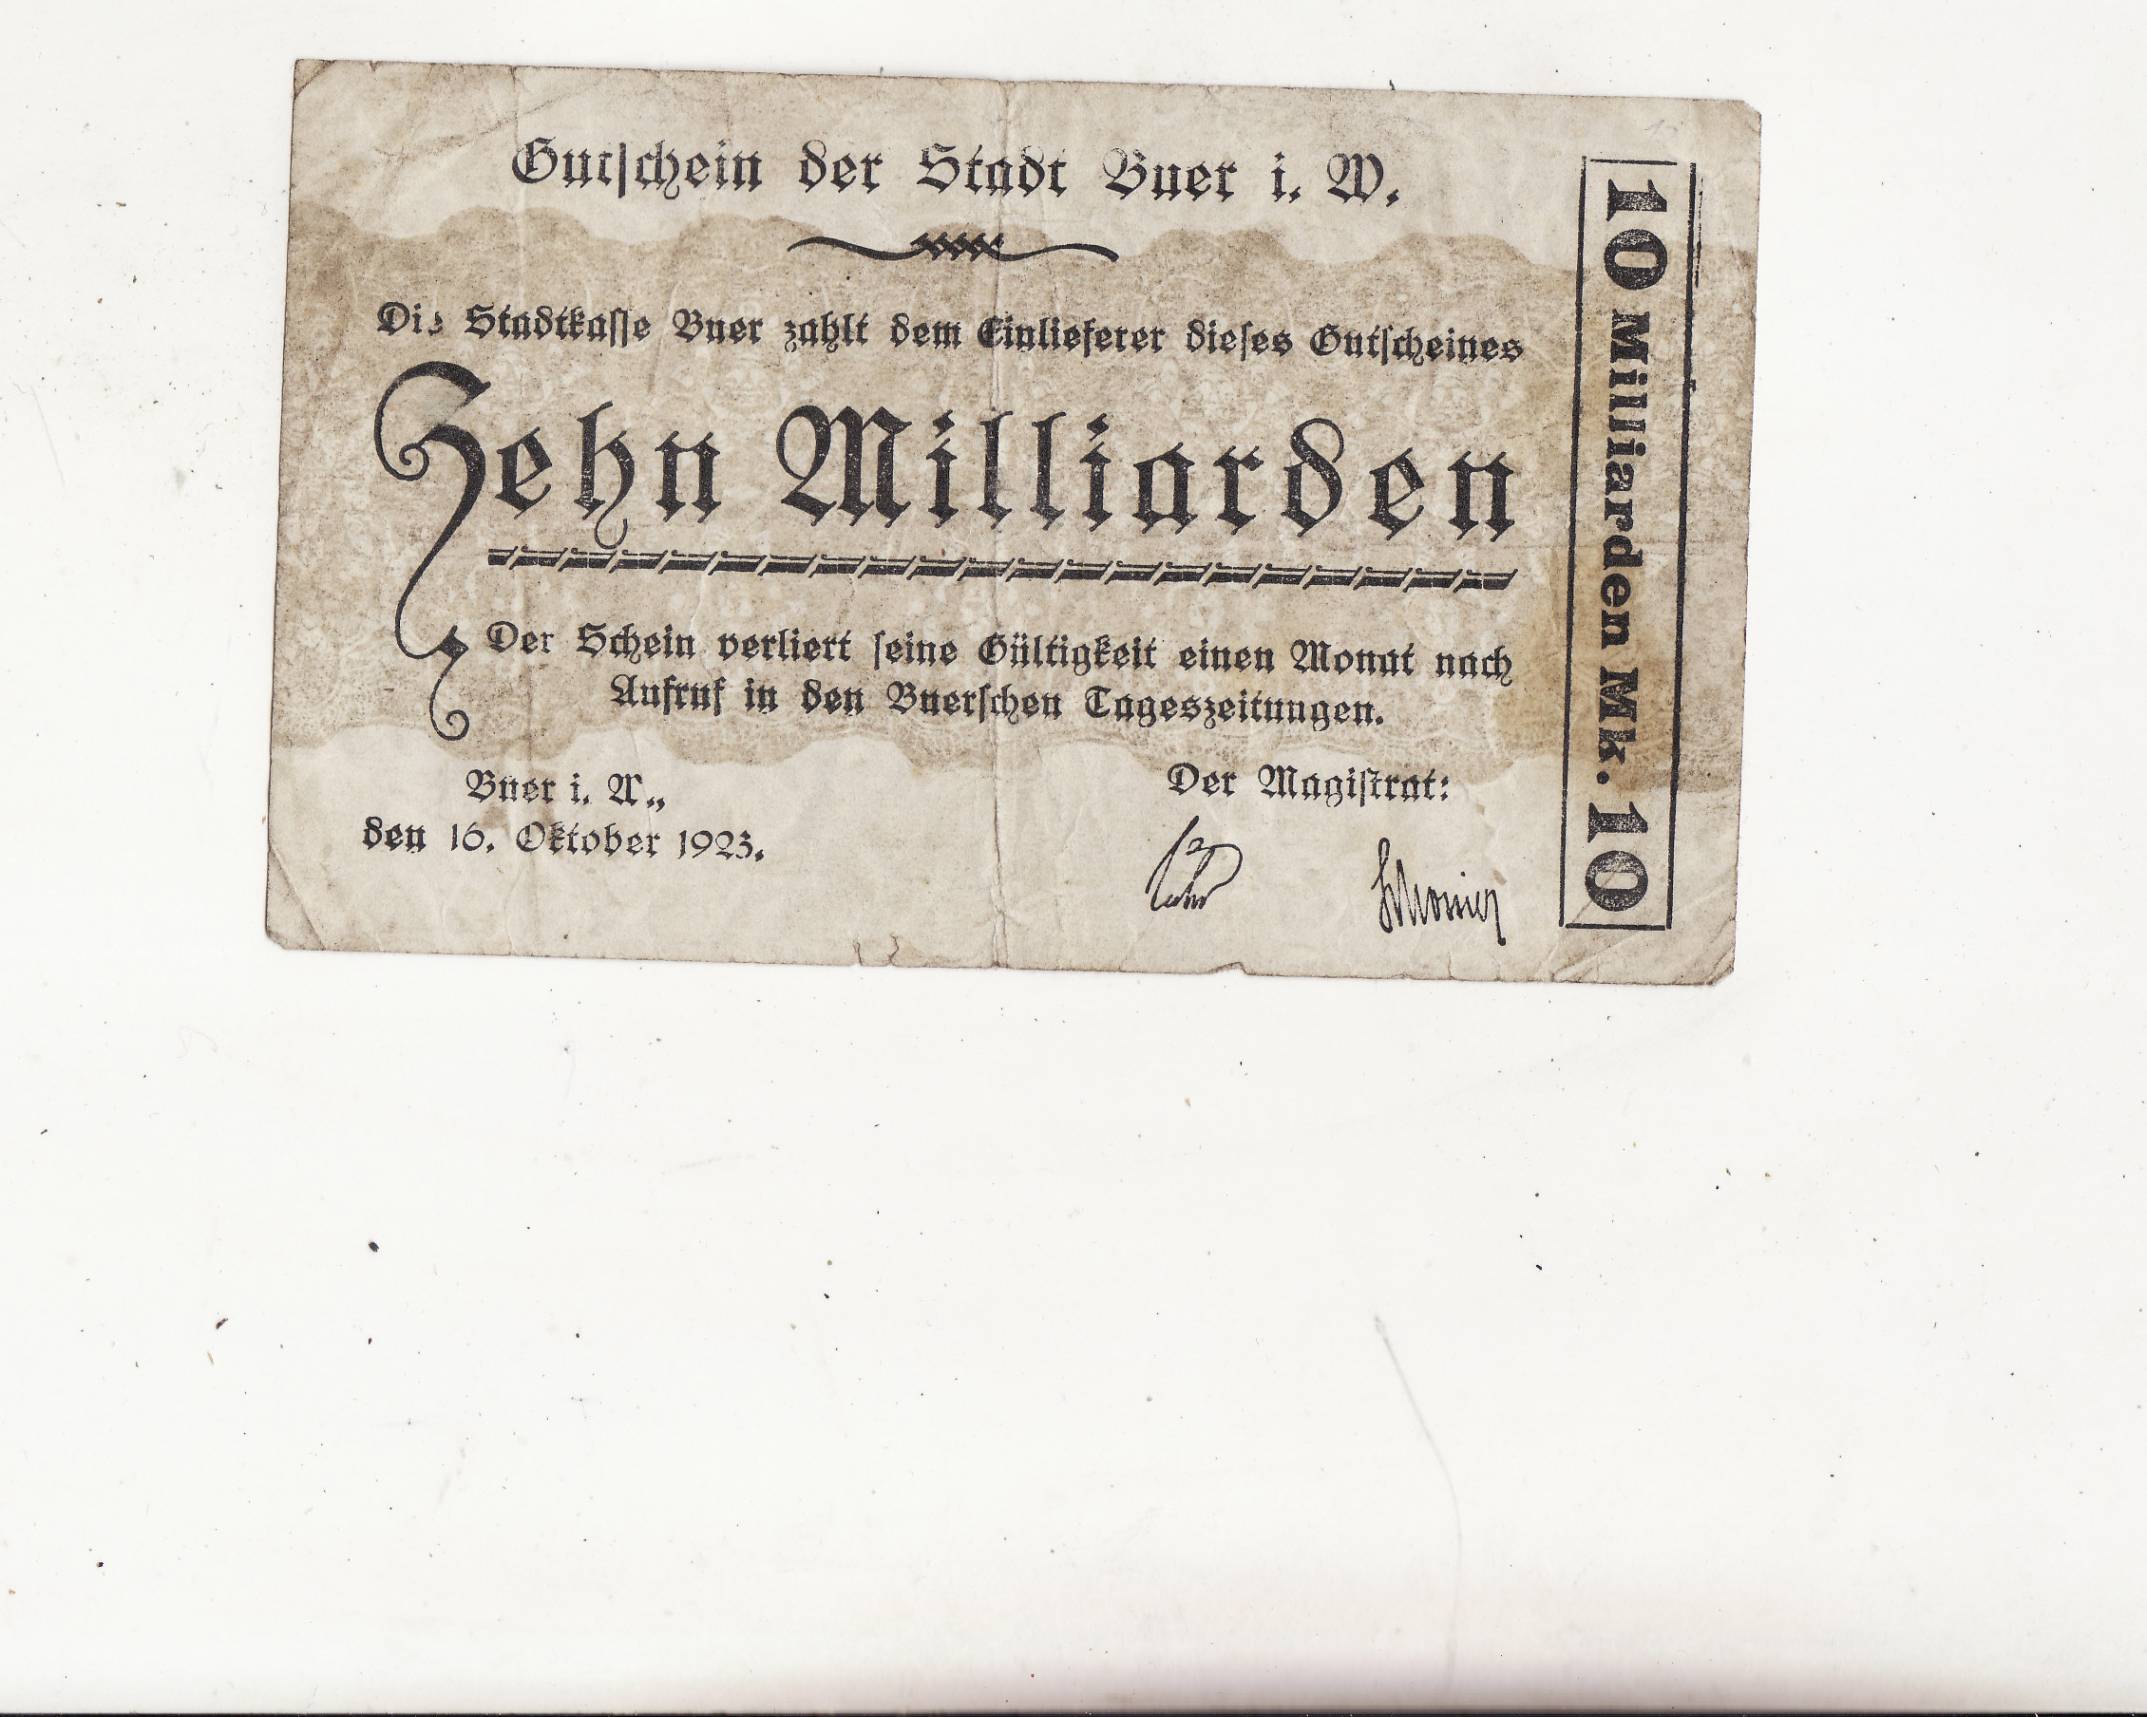 Gutschein der Stadt Buer i. W.
Die Stadtkasse Buer zahlt dem Einlieferer dieses Gutscheines
Zehn Milliarden
Der Schein verliert seine Gültigkeit einen Monat nach
Aufruf in den Buerschen Tageszeitungen.
Buer i. W.,
den 16. Oktober 1923.
Der Magistrat:
10 Milliarden Mk. 10